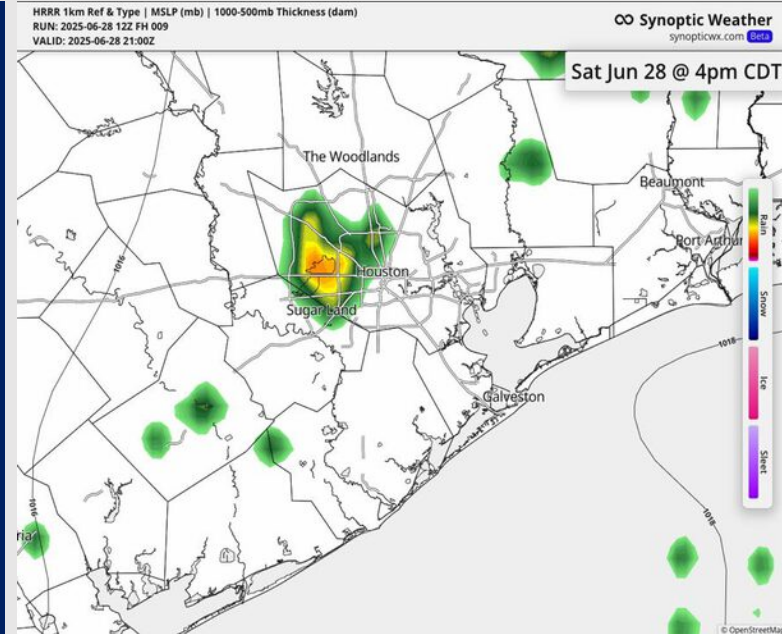 HRRR 1km Ref & Type | MSLP (mb) | 1000-500mb Thickness (dam)
RUN: 2025-06-28 12Z FH 009
VALID: 2025-06-28 21:00Z
Synoptic Weather
synopticwx.com Beta
Sat Jun 28 @ 4pm CDT
The Woodlands
Beaumont
Port Arthur
Rain
1016
Houston
Snow
Sugar Land
1018
Ice
Galveston
Sleet
1016
1018
ria
© OpenStreetMa